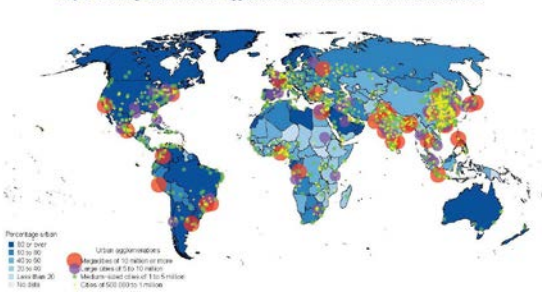 Percentage urban
80 or over
60 to 80
40 to 60
20 to 40
Less than 20
No data
Urban agglomerations
Megacities of 10 million or more
Large cities of 5 to 10 million
Medium-sized cities of 1 to 5 million
Cities of 500 000 to 1 million